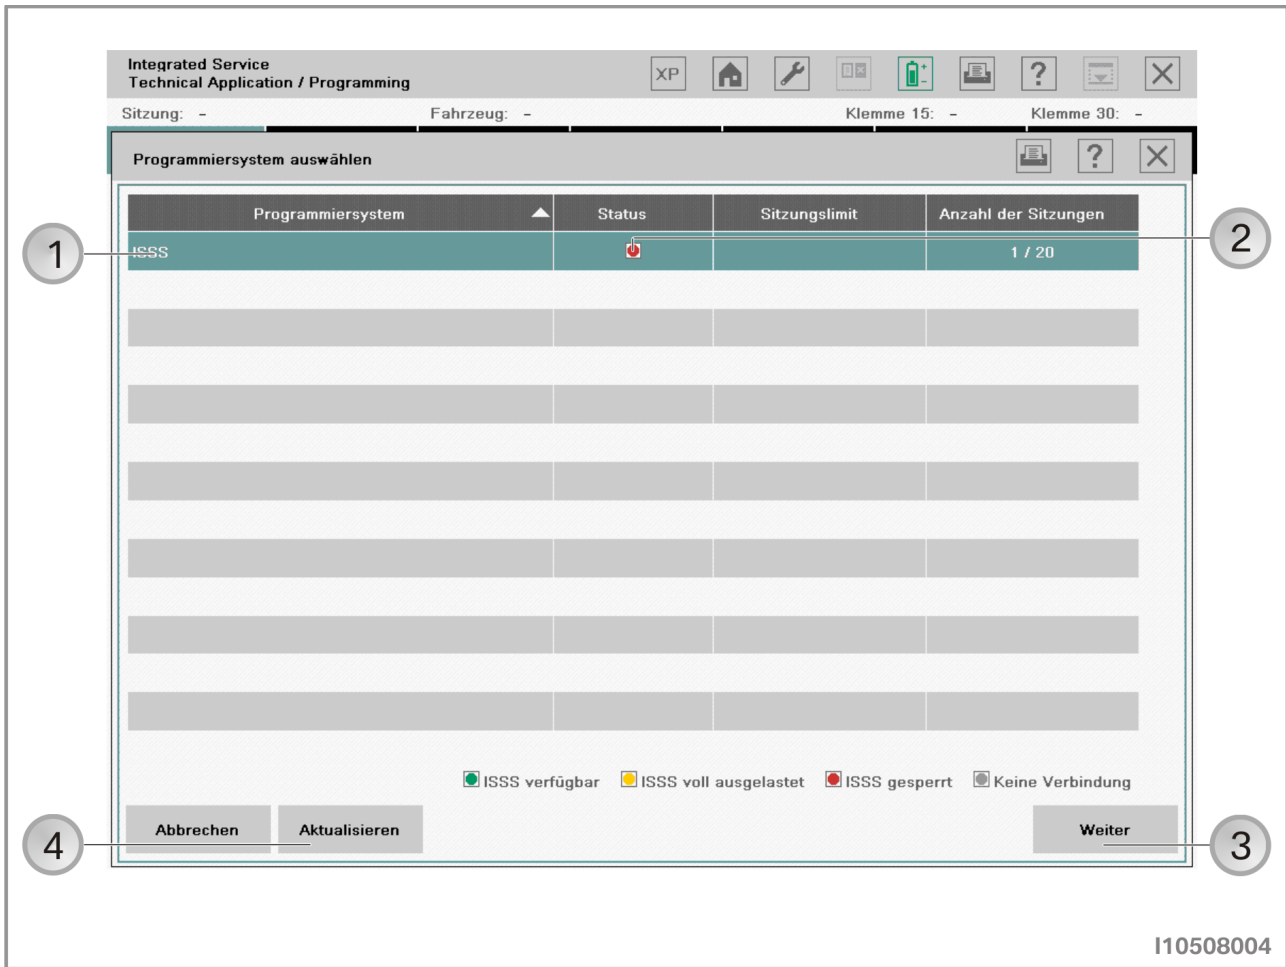 Integrated Service
Technical Application / Programming
XP
?
Sitzung: -
Fahrzeug: -
Klemme 15: -
Klemme 30: -
Programmiersystem auswählen
?
Programmiersystem
Status
Sitzungslimit
Anzahl der Sitzungen
1
ISSS
1 / 20
2
ISSS verfügbar
ISSS voll ausgelastet
ISSS gesperrt
Keine Verbindung
4
Abbrechen
Aktualisieren
Weiter
3
I10508004